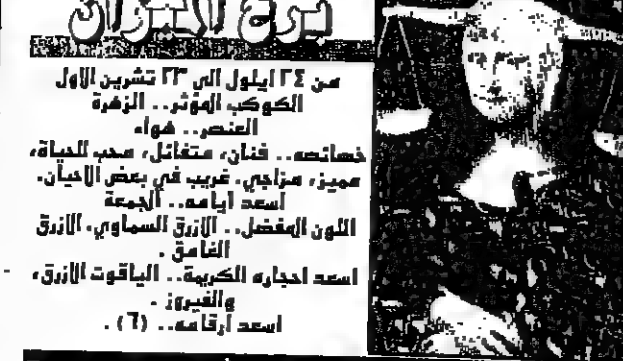 برج الميزان
من ٢٤ ايلول الى ٢٣ تشرين الاول
الكوكب المؤثر.. الزهرة
العنصر.. هواء
خصائصه.. فنان، متفائل، محب للحياة،
مميز، مزاجي. غريب في بعض الاحيان.
اسعد أيامه.. الجمعة
اللون المفضل.. الازرق السماوي. الازرق
الغامق .
اسعد احجاره الكريمة.. الياقوت الازرق،
والفيروز .
اسعد أرقامه.. (٦) .